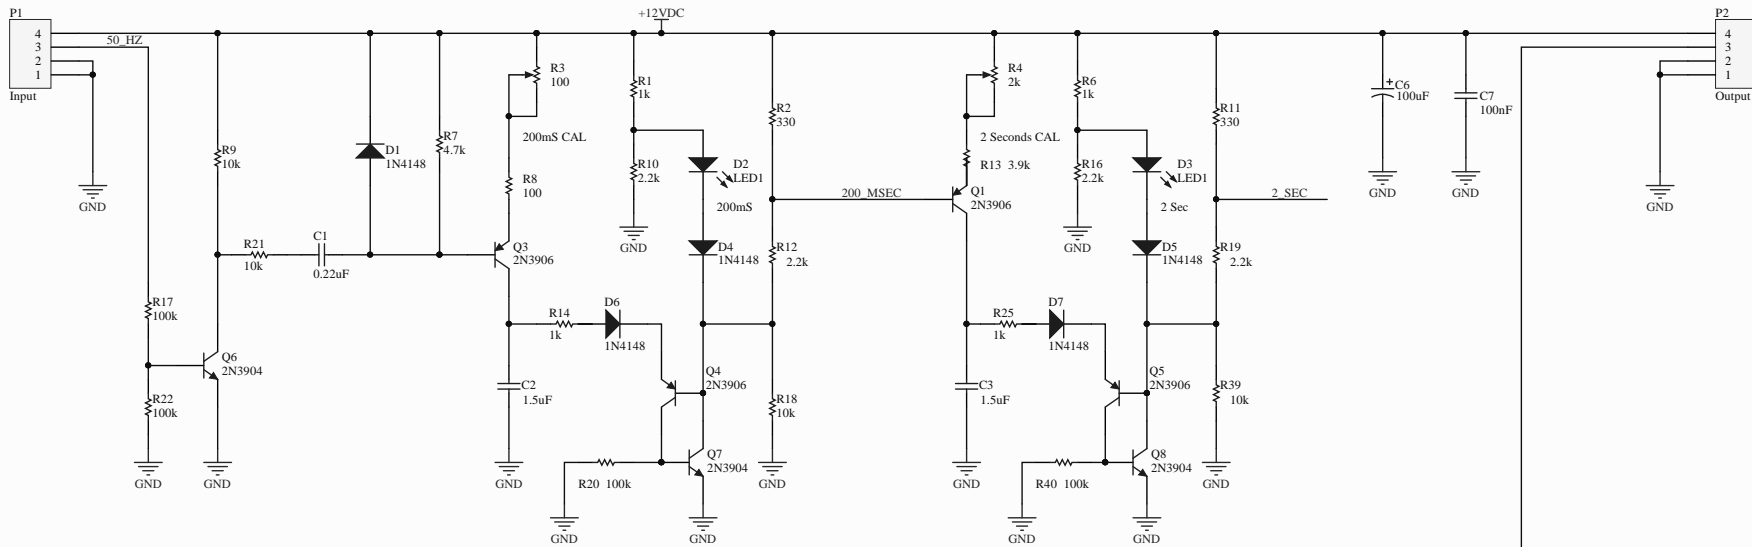 P1
4
3
2
1
Input
50_HZ
+12VDC
R9
10k
D1
1N4148
R7
4.7k
R3
100
200mS CAL
R8
100
R1
1k
R10
2.2k
GND
D2
LED1
200mS
R2
330
200_MSEC
R4
2k
2 Seconds CAL
R13 3.9k
Q1
2N3906
R6
1k
R16
2.2k
GND
D3
LED1
2 Sec
R11
330
2_SEC
C6
+
100uF
GND
C7
100nF
GND
P2
4
3
2
1
Output
GND
GND
R21
10k
C1
0.22uF
Q3
2N3906
D4
1N4148
R12
2.2k
D5
1N4148
R19
2.2k
R17
100k
R14
1k
D6
1N4148
R25
1k
D7
1N4148
Q6
2N3904
R22
100k
C2
1.5uF
Q4
2N3906
R18
10k
C3
1.5uF
Q5
2N3906
R39
10k
GND
GND
GND
R20 100k
Q7
2N3904
GND
GND
R40 100k
Q8
2N3904
GND
GND
GND
GND
GND